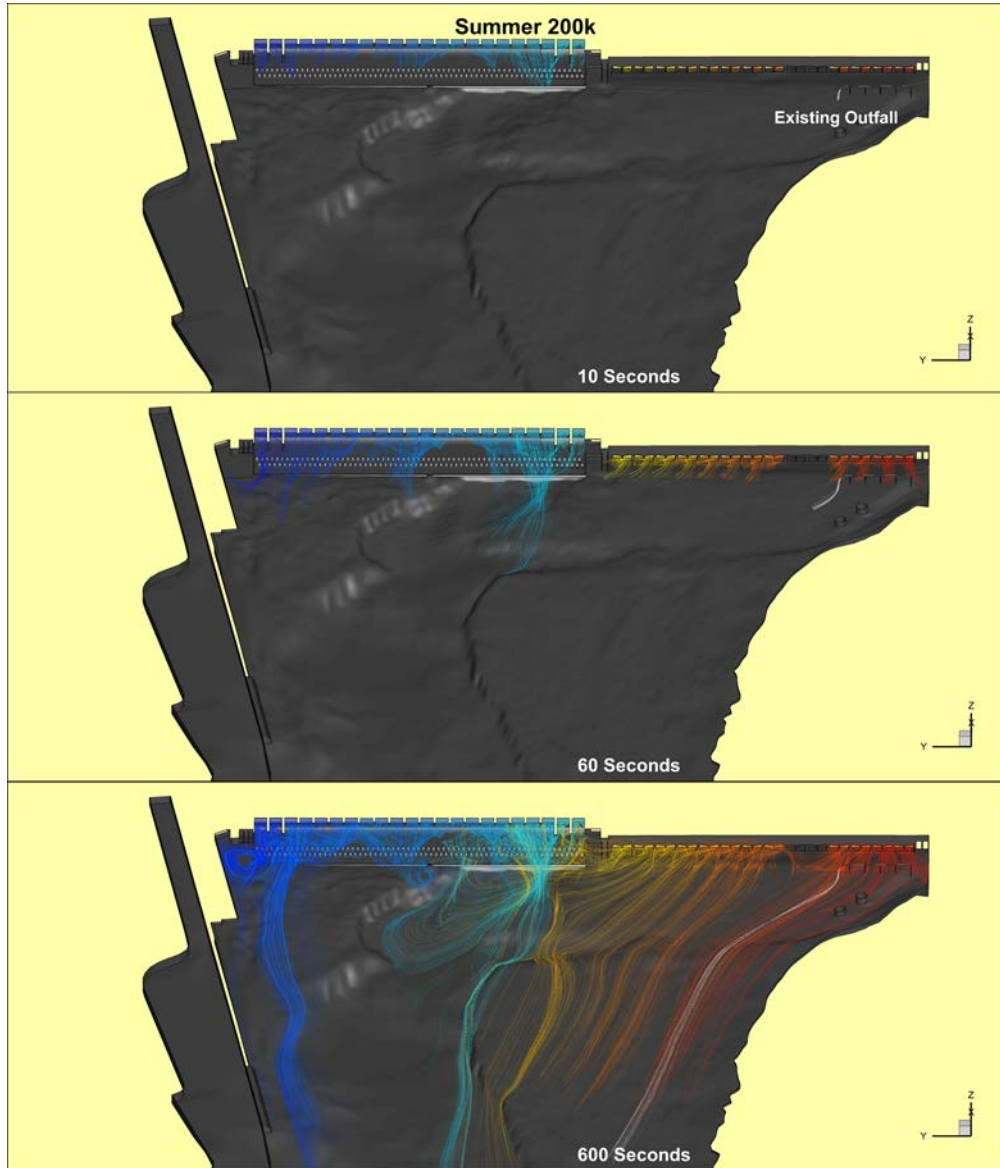 Summer 200k
Existing Outfall
Z
X
Y
10 Seconds
Z
X
Y
60 Seconds
Z
X
Y
600 Seconds